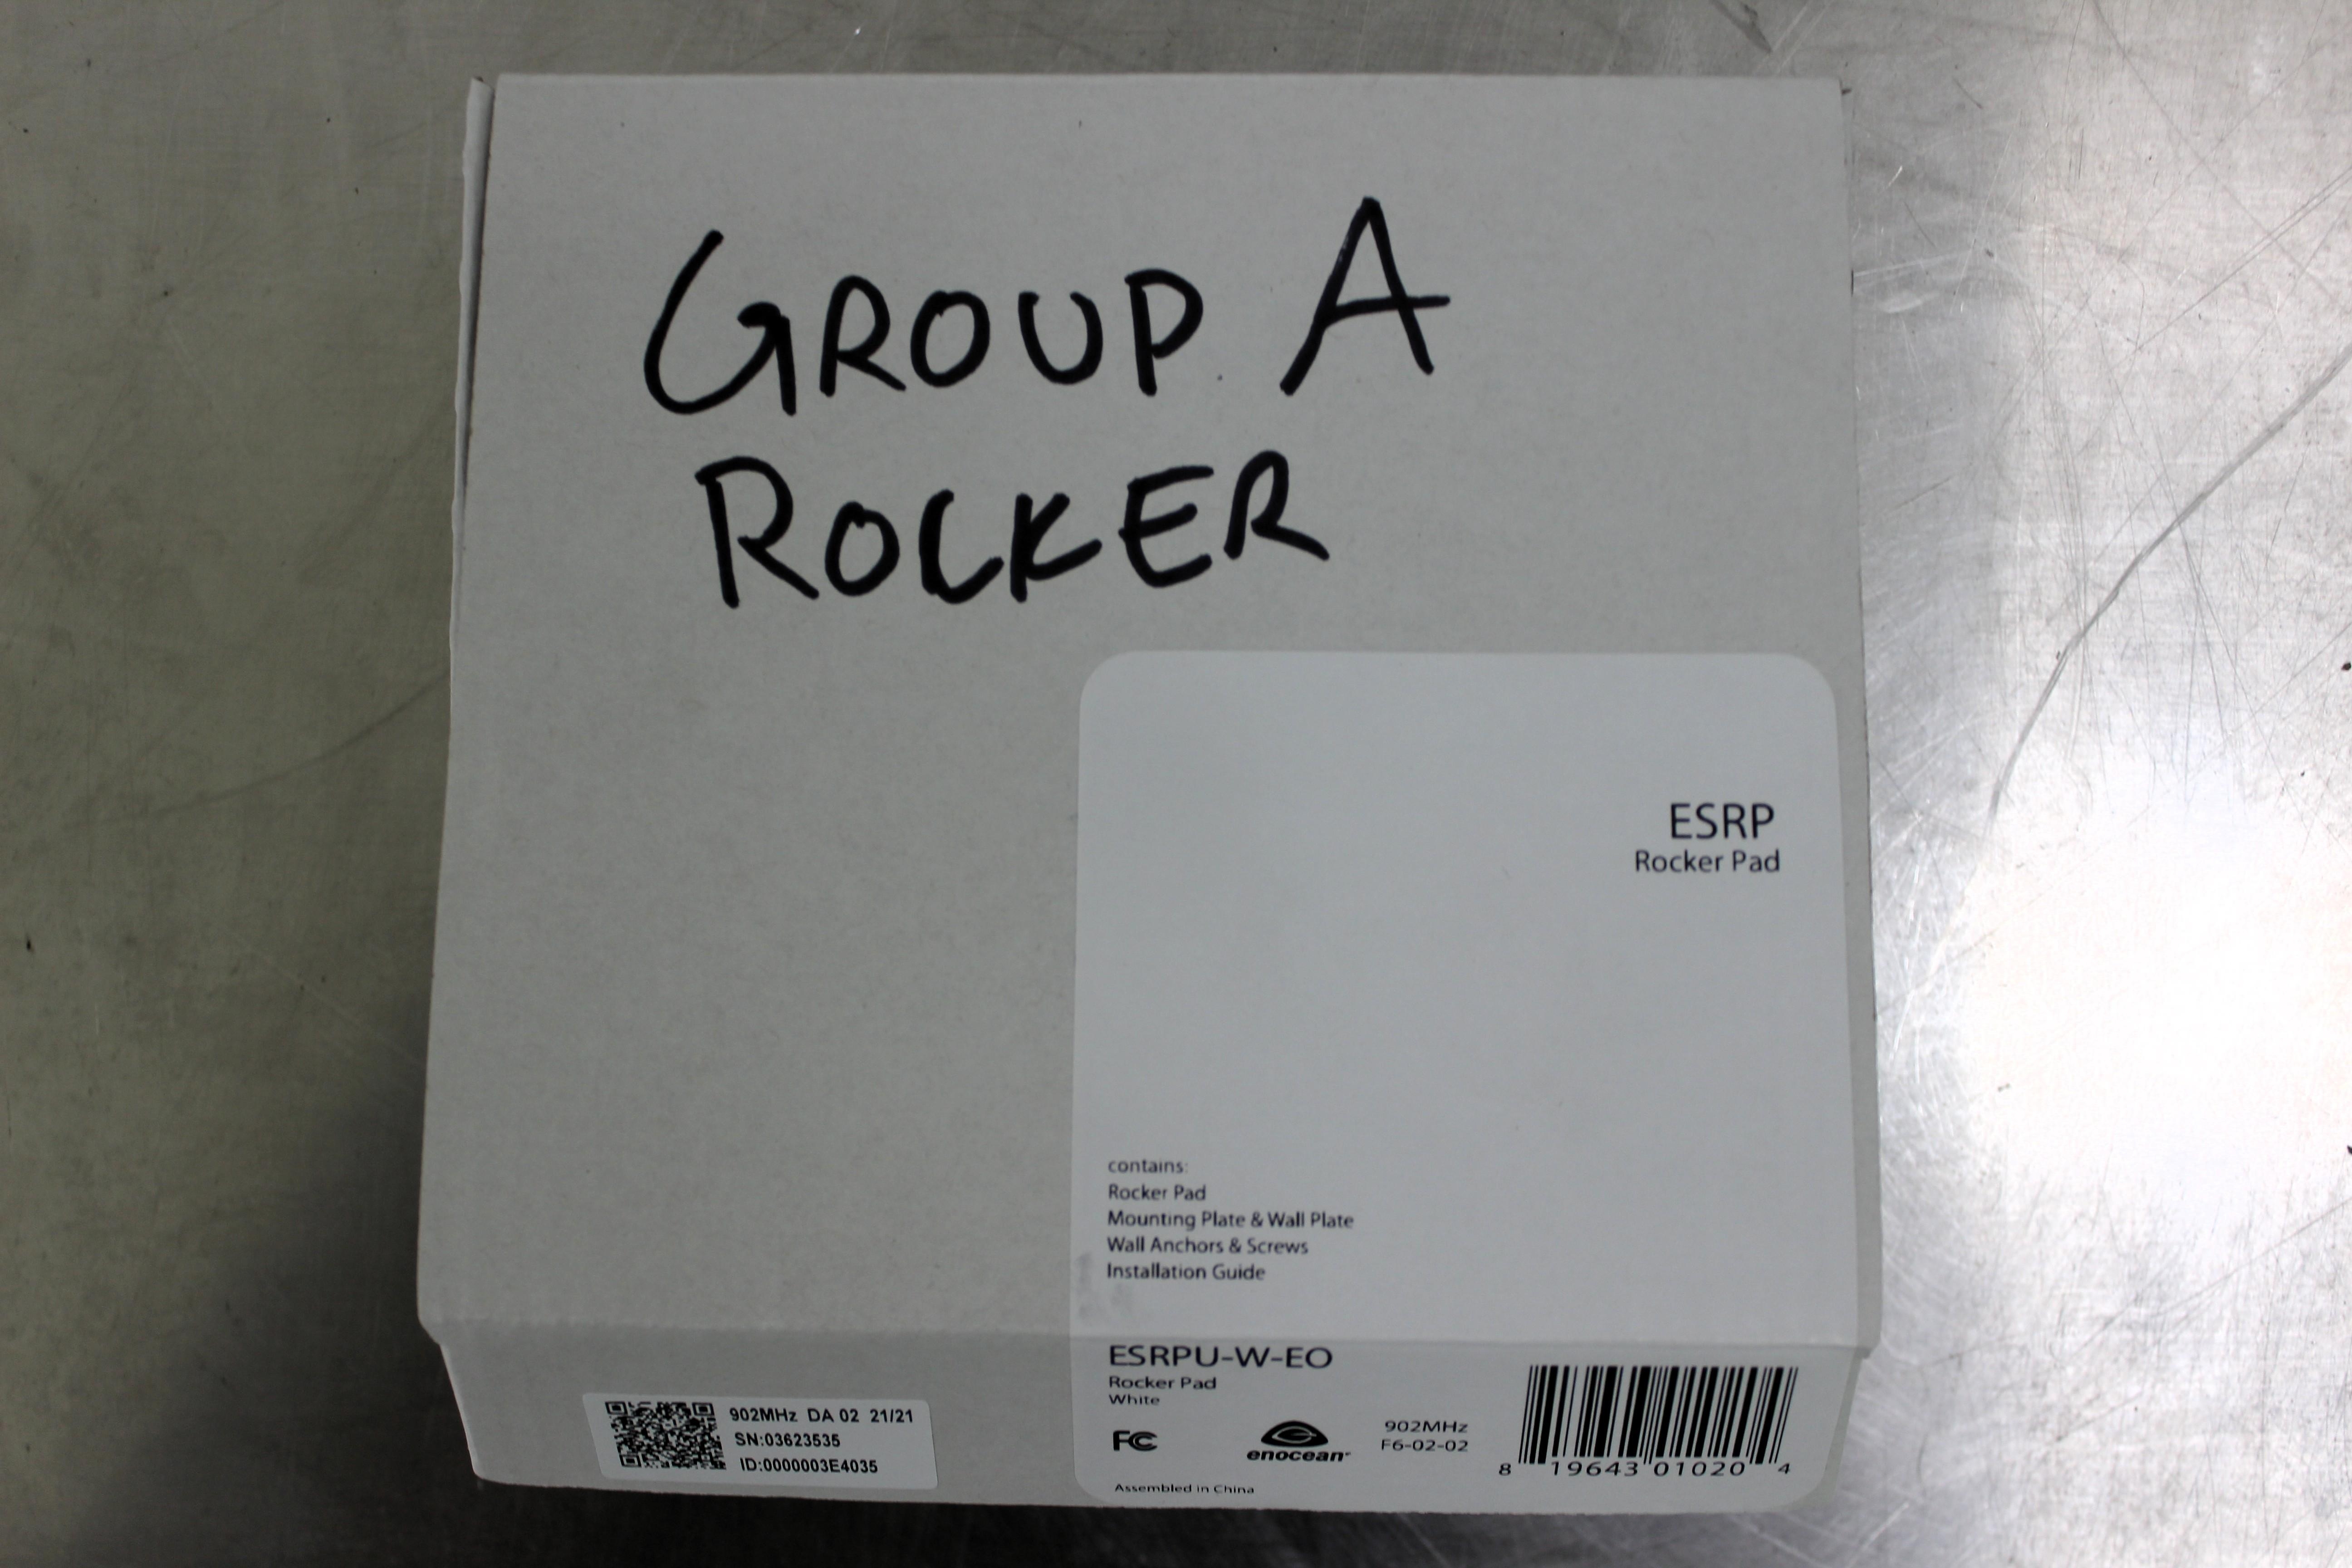 GROUP A
ROCKER
ESRP
Rocker Pad
contains:
Rocker Pad
Mounting Plate & Wall Plate
Wall Anchors & Screws
Installation Guide
ESRPU-W-EO
Rocker Pad
White
FC
enocean
902MHz
F6-02-02
8 19643 01020 4
Assembled in China
902MHz DA 02 21/21
SN:03623535
ID:0000003E4035